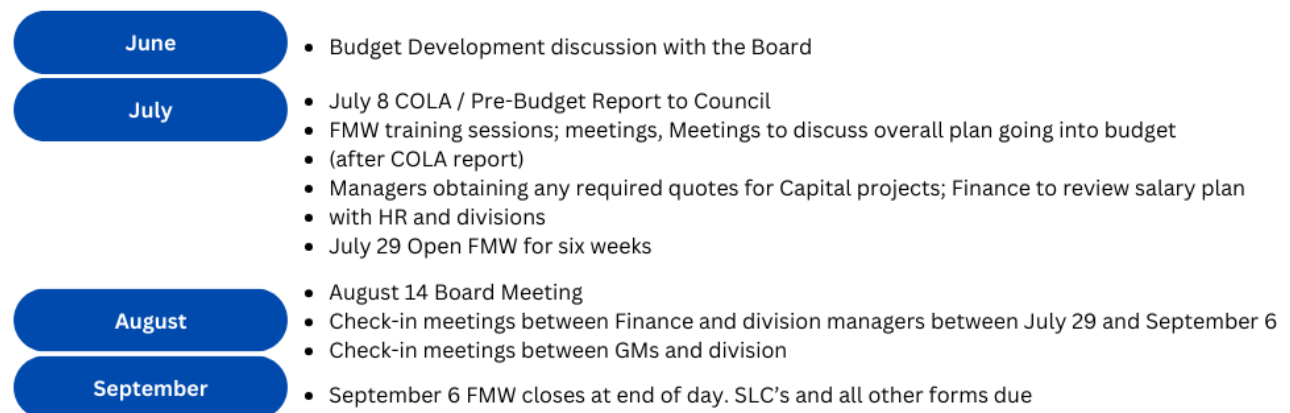 June
• Budget Development discussion with the Board
July
• July 8 COLA / Pre-Budget Report to Council
• FMW training sessions; meetings, Meetings to discuss overall plan going into budget
• (after COLA report)
• Managers obtaining any required quotes for Capital projects; Finance to review salary plan
• with HR and divisions
• July 29 Open FMW for six weeks
August
• August 14 Board Meeting
• Check-in meetings between Finance and division managers between July 29 and September 6
• Check-in meetings between GMs and division
September
• September 6 FMW closes at end of day. SLC’s and all other forms due